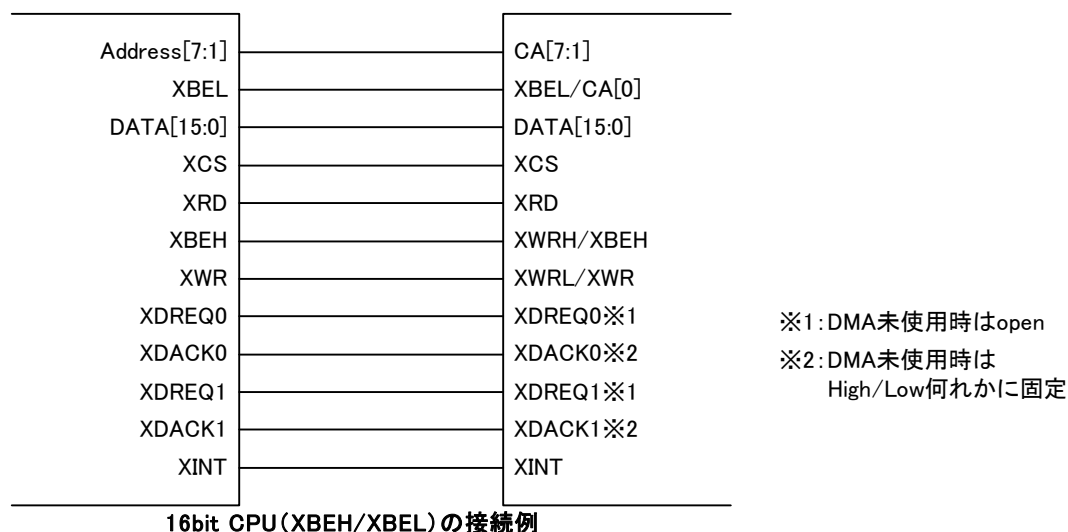 Address[7:1] CA[7:1]
XBEL XBEL/CA[0]
DATA[15:0] DATA[15:0]
XCS XCS
XRD XRD
XBEH XWRH/XBEH
XWR XWRL/XWR
XDREQ0 XDREQ0※1
XDACK0 XDACK0※2
XDREQ1 XDREQ1※1
XDACK1 XDACK1※2
XINT XINT
※1:DMA未使用時はopen
※2:DMA未使用時は
High/Low何れかに固定
16bit CPU(XBEH/XBEL)の接続例